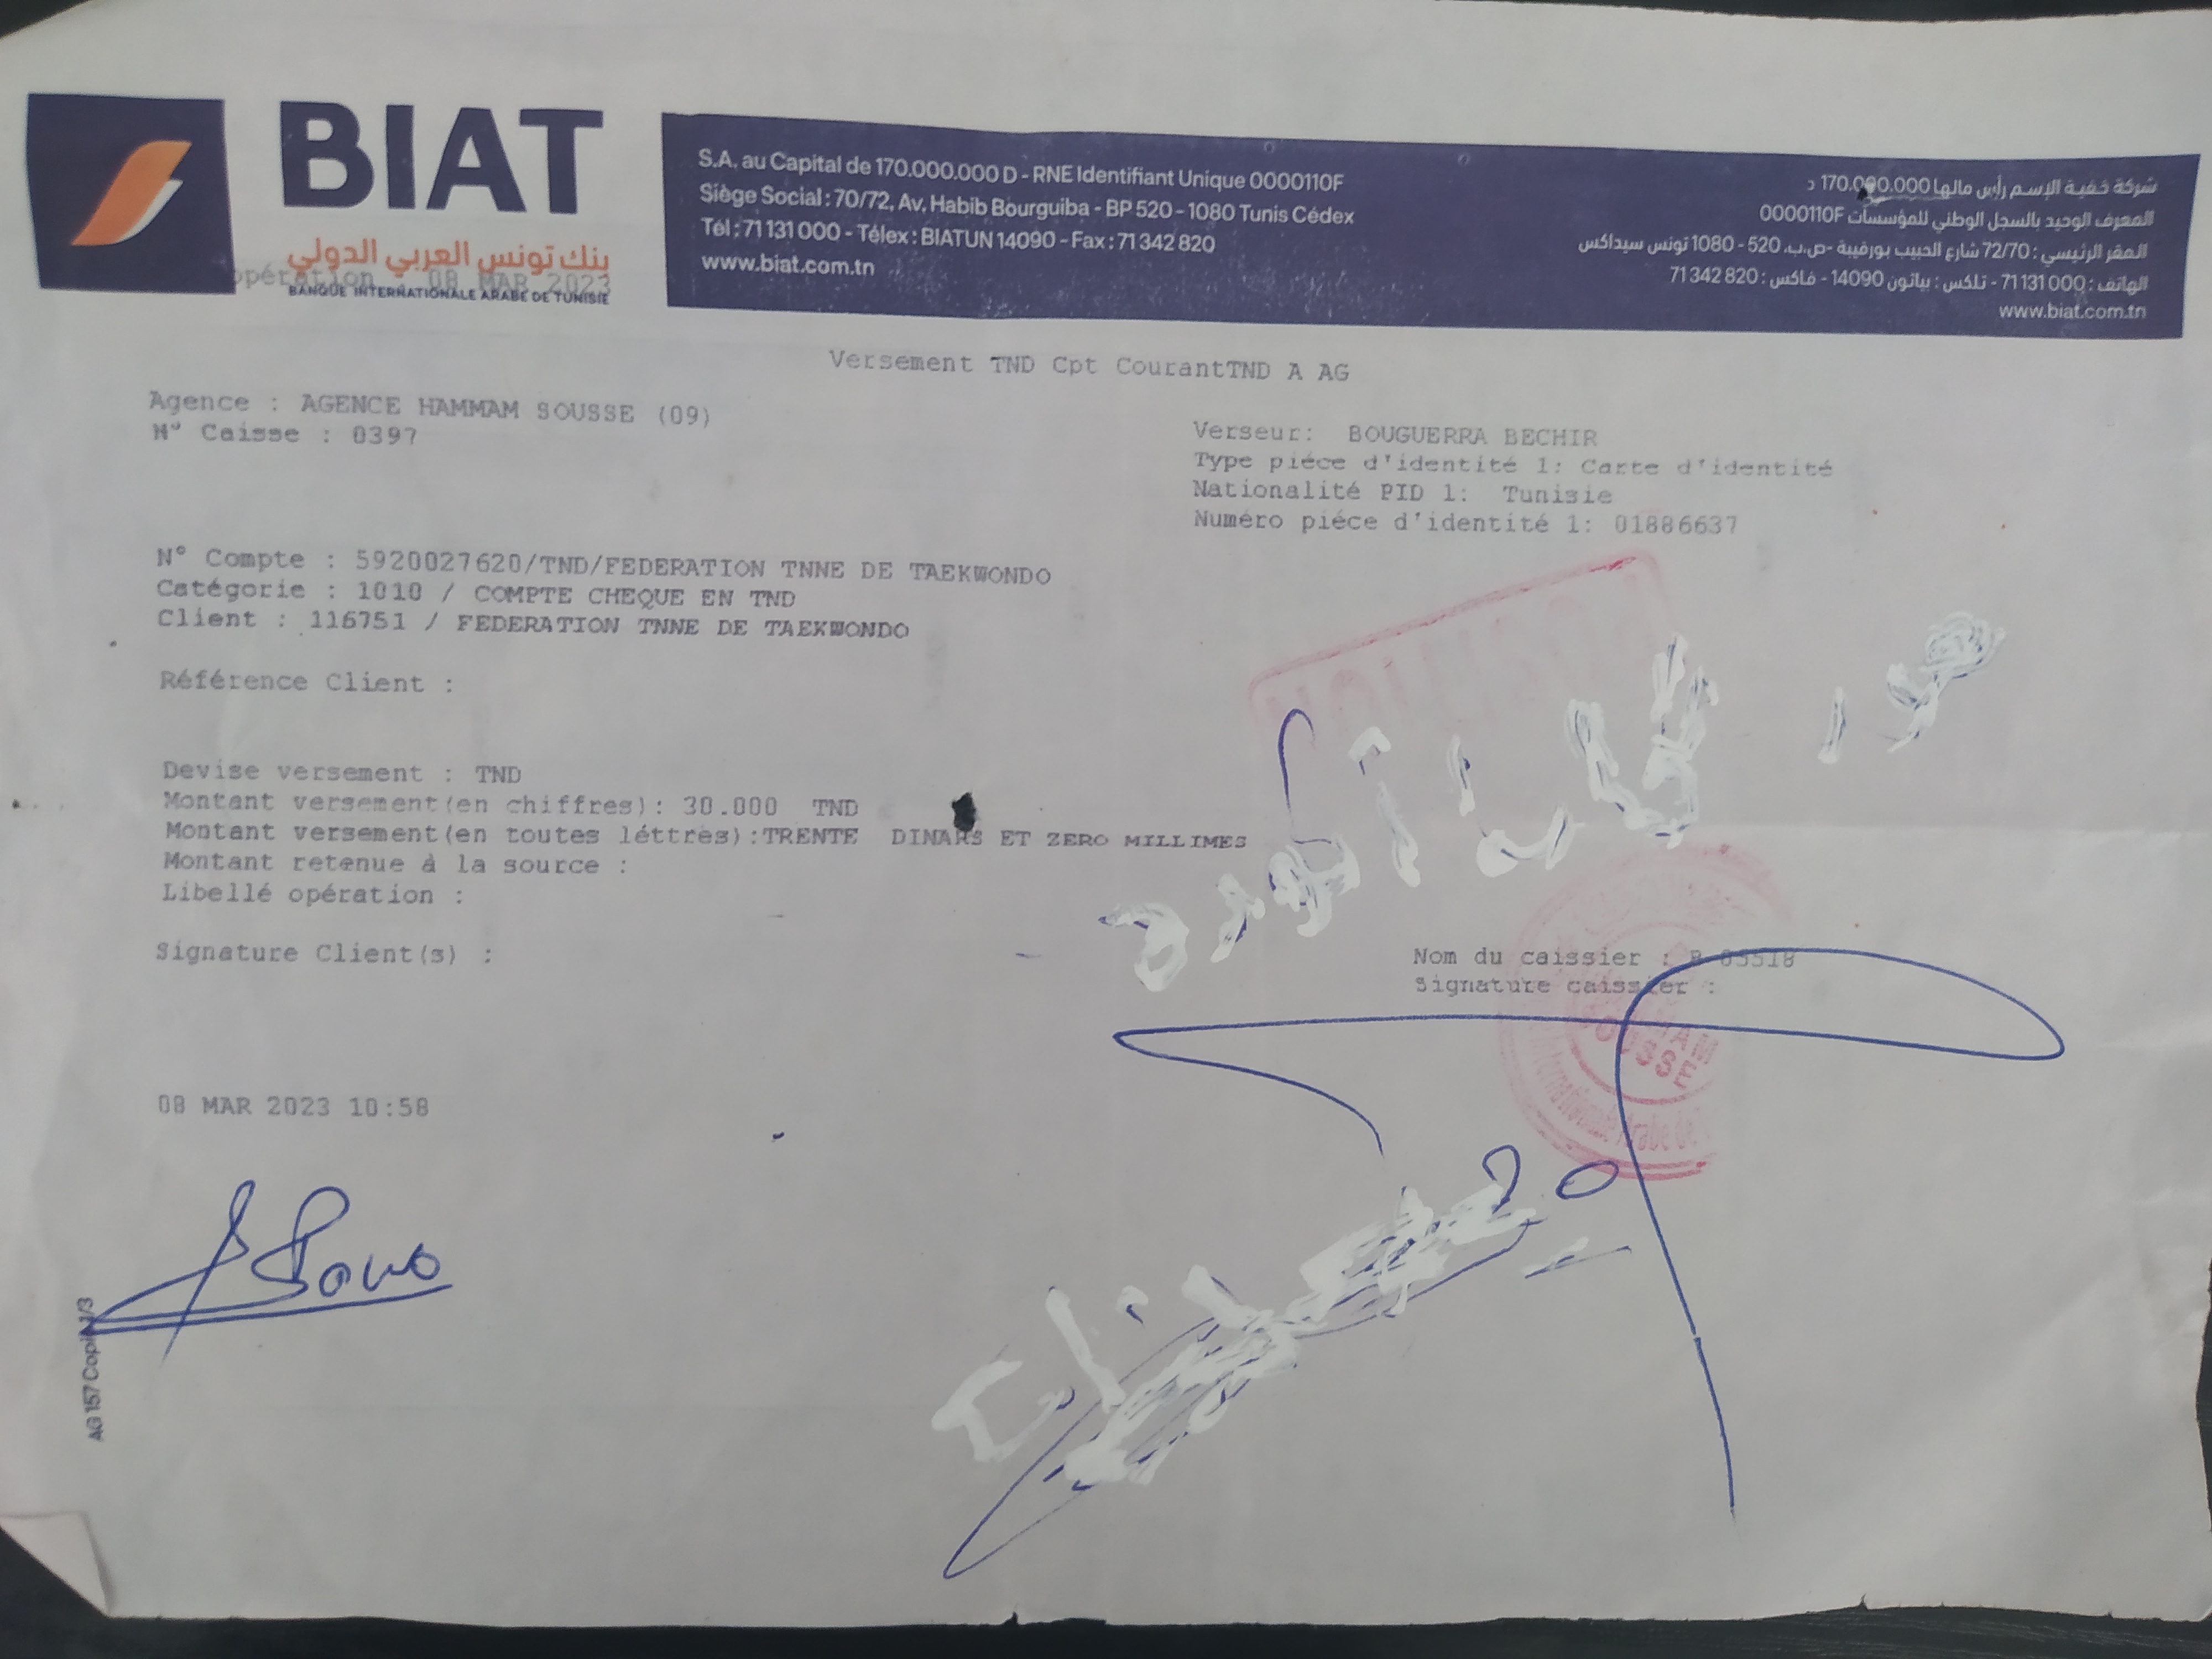 BIAT
بنك تونس العربي الدولي
BANQUE INTERNATIONALE ARABE DE TUNISIE
opération 08 MAR 2023
S.A. au Capital de 170.000.000 D - RNE Identifiant Unique 0000110F
Siège Social : 70/72, Av. Habib Bourguiba - BP 520 - 1080 Tunis Cédex
Tél : 71 131 000 - Télex : BIATUN 14090 - Fax : 71 342 820
www.biat.com.tn
شركة خفية الإسم رأس مالها 170.000.000 د
المعرف الوحيد بالسجل الوطني للمؤسسات 0000110F
المقر الرئيسي : 72/70 شارع الحبيب بورقيبة -ص.ب. 520 - 1080 تونس سيداكس
الهاتف : 71 131 000 - تلكس : بياتون 14090 - فاكس : 71 342 820
www.biat.com.tn
Versement TND Cpt CourantTND A AG
Agence : AGENCE HAMMAM SOUSSE (09)
N° Caisse : 0397
Verseur: BOUGUERRA BECHIR
Type piéce d'identité 1: Carte d'identité
Nationalité PID 1: Tunisie
Numéro piéce d'identité 1: 01886637
N° Compte : 5920027620/TND/FEDERATION TNNE DE TAEKWONDO
Catégorie : 1010 / COMPTE CHEQUE EN TND
Client : 116751 / FEDERATION TNNE DE TAEKWONDO
Référence Client :
Devise versement : TND
Montant versement(en chiffres): 30.000 TND
Montant versement(en toutes léttres):TRENTE DINARS ET ZERO MILLIMES
Montant retenue à la source :
Libellé opération :
Signature Client(s) :
Nom du caissier :
Signature caissier :
SOUSSE
08 MAR 2023 10:58
AG 157 Copie 1/3